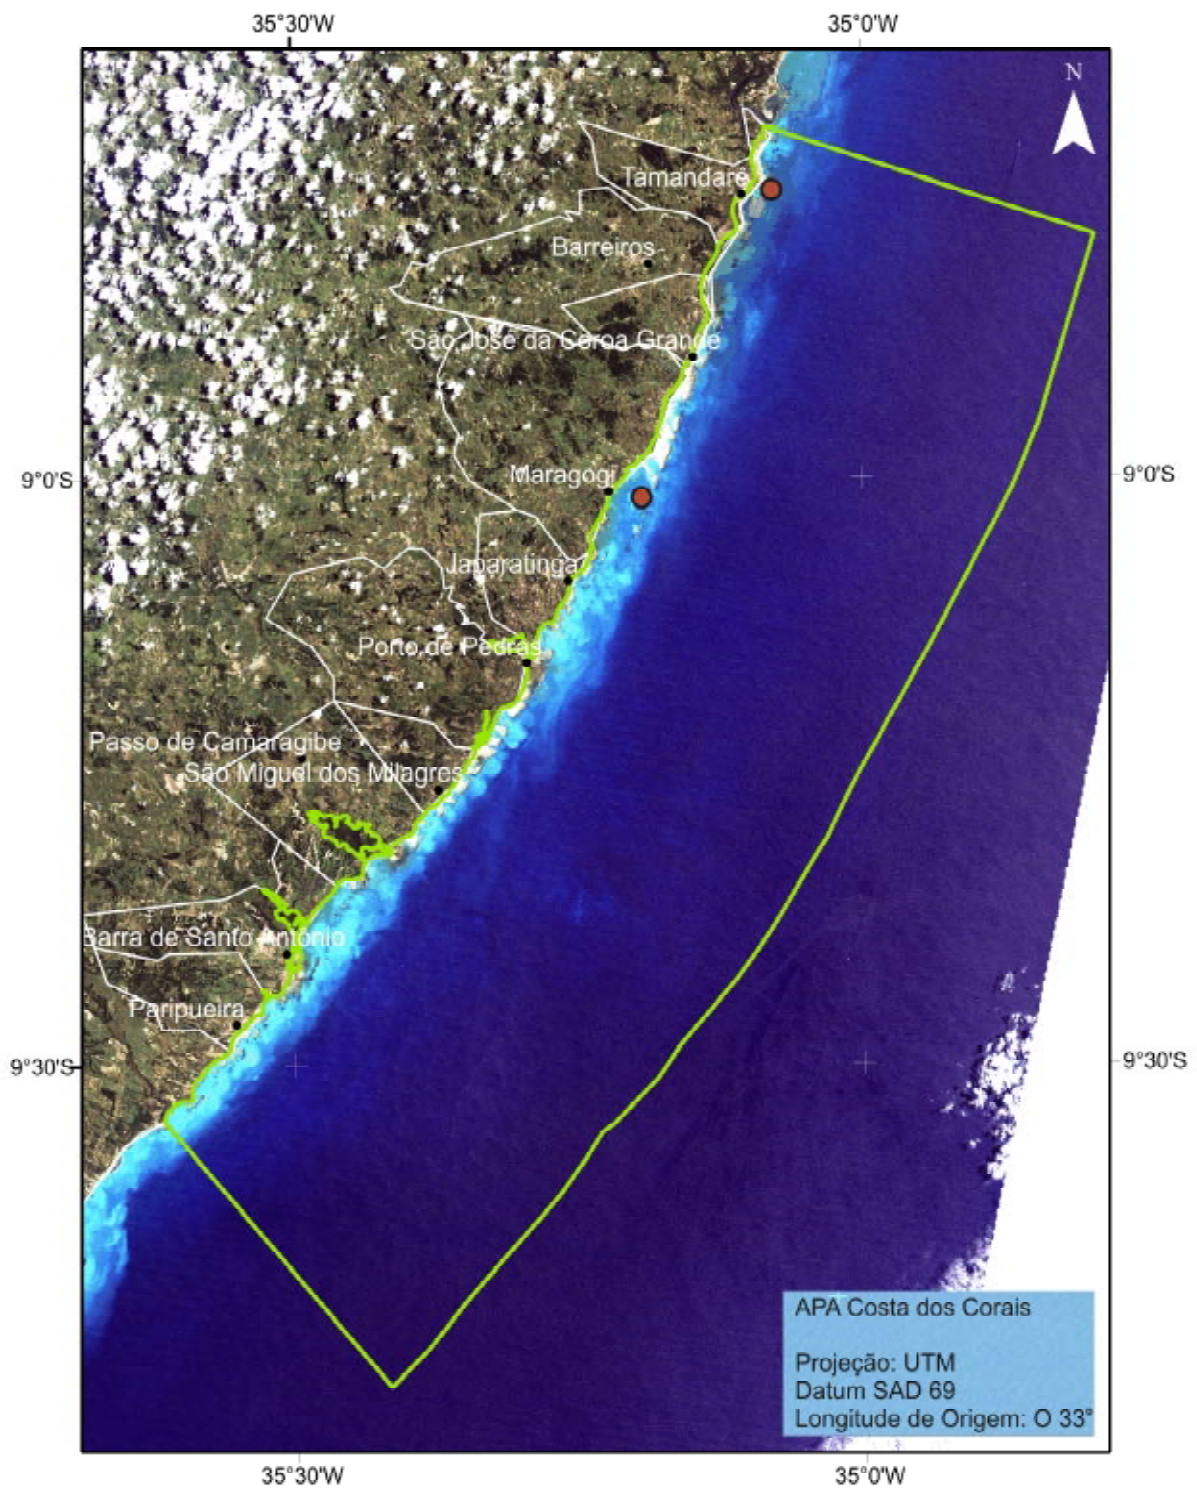 35°30'W
35°0'W
N
Tamandaré
Barreiros
São José da Coroa Grande
9°0'S
Maragogi
9°0'S
Japaratinga
Porto de Pedras
Passo de Camaragibe
São Miguel dos Milagres
Barra de Santo Antônio
Paripueira
9°30'S
9°30'S
APA Costa dos Corais
Projeção: UTM
Datum SAD 69
Longitude de Origem: O 33°
35°30'W
35°0'W